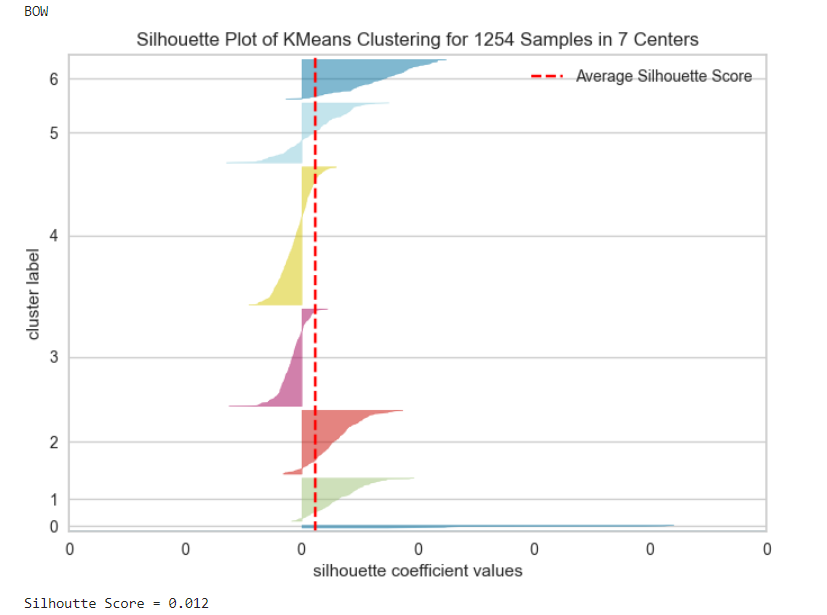 BOW
Silhouette Plot of KMeans Clustering for 1254 Samples in 7 Centers
Average Silhouette Score
6
5
4
3
2
1
0
cluster label
0 0 0 0 0 0 0
silhouette coefficient values
Silhoutte Score = 0.012